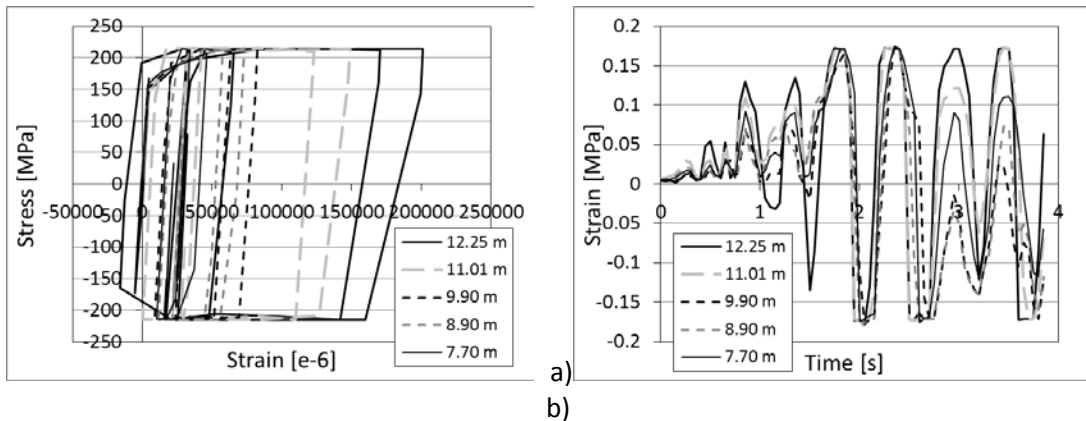 250
200
150
100
50
0
-50
-100
-150
-200
-250
Stress [MPa]
-50000 0 50000 100000 150000 200000 250000
12.25 m
11.01 m
9.90 m
8.90 m
7.70 m
Strain [e-6]
a)
0.2
0.15
0.1
0.05
0
-0.05
-0.1
-0.15
-0.2
Strain [MPa]
0 1 2 3 4
12.25 m
11.01 m
9.90 m
8.90 m
7.70 m
Time [s]
b)